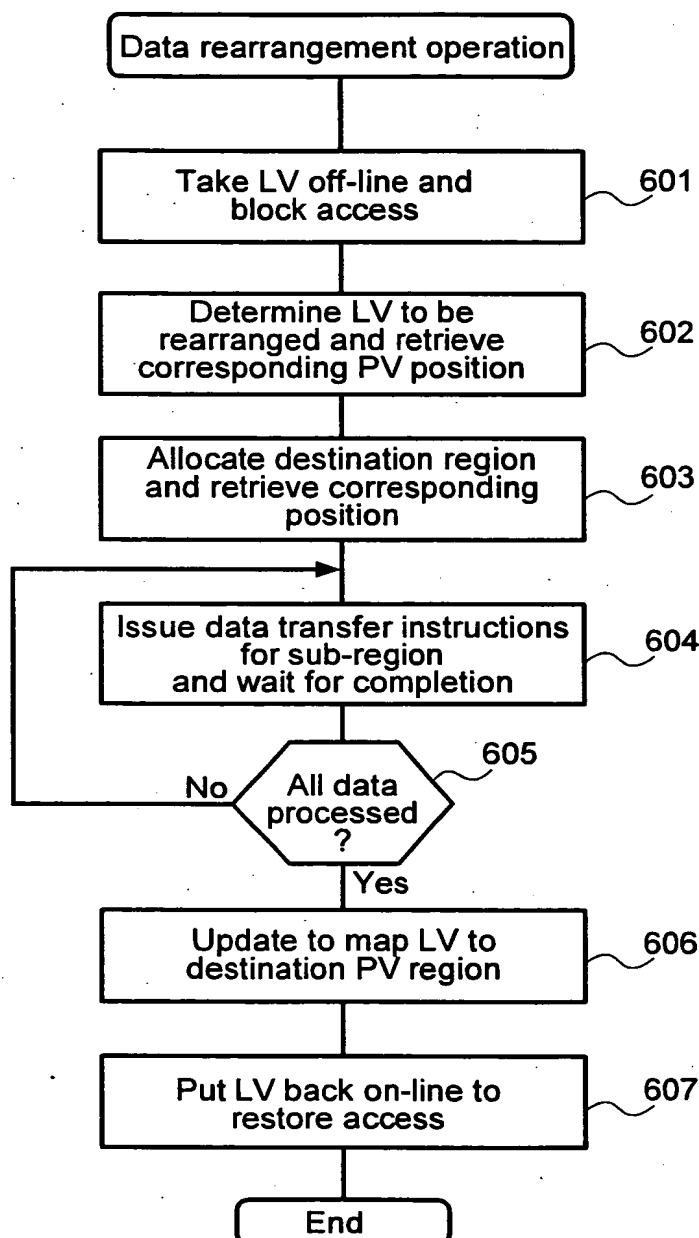 Data rearrangement operation
Take LV off-line and
block access
601
Determine LV to be
rearranged and retrieve
corresponding PV position
602
Allocate destination region
and retrieve corresponding
position
603
Issue data transfer instructions
for sub-region
and wait for completion
604
605
No
All data
processed
?
Yes
Update to map LV to
destination PV region
606
Put LV back on-line to
restore access
607
End